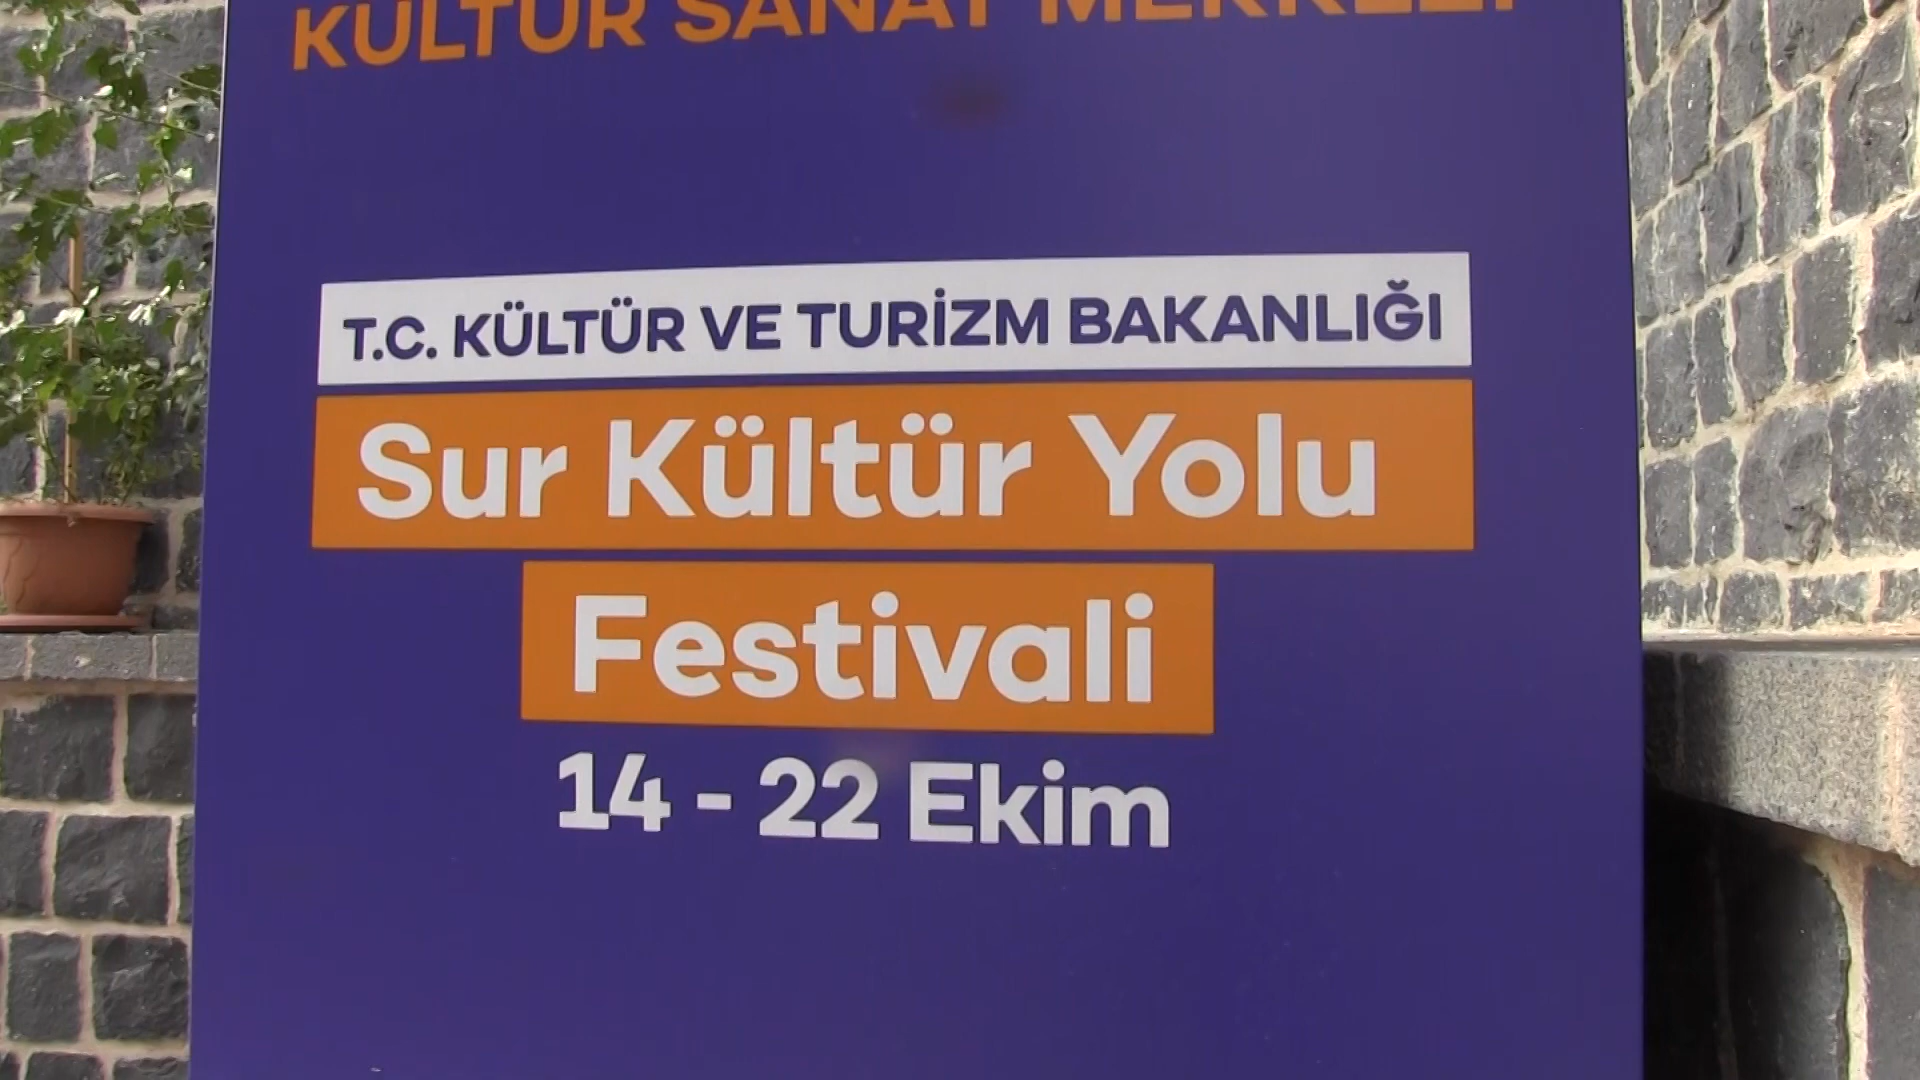 KÜLTÜR SANAT MERKEZİ
T.C. KÜLTÜR VE TURİZM BAKANLIĞI
Sur Kültür Yolu
Festivali
14 - 22 Ekim